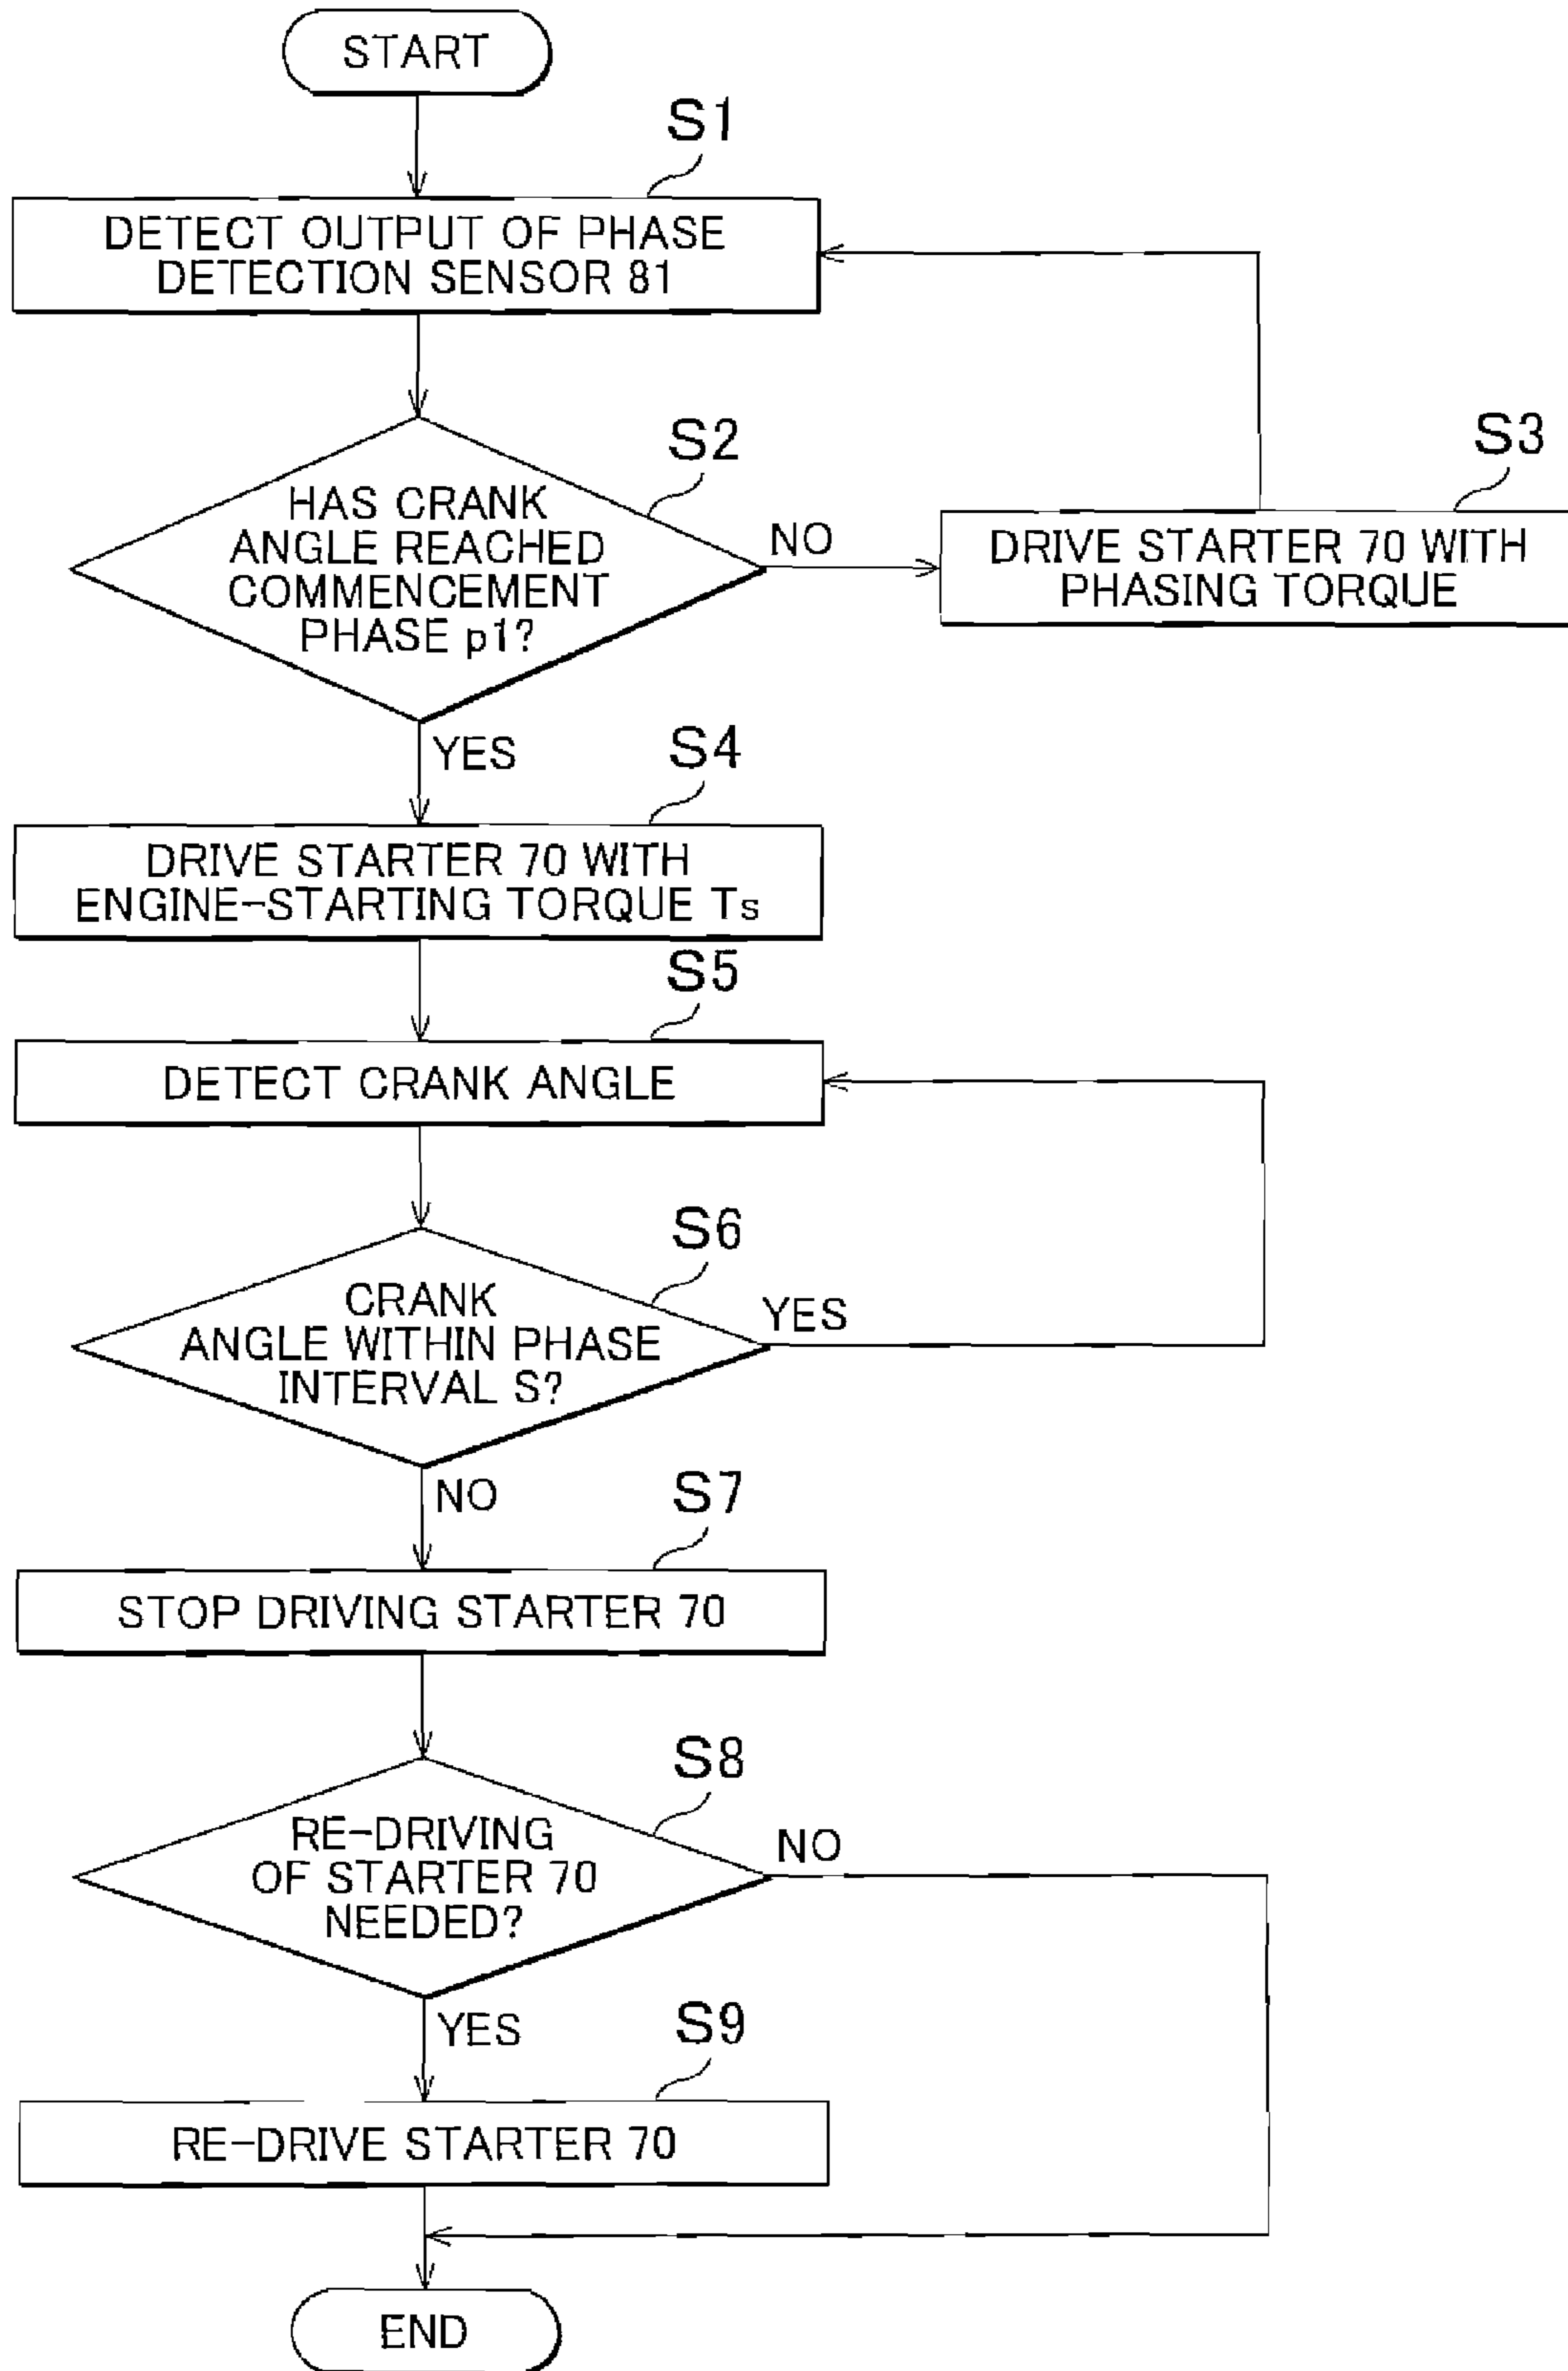 START
S1
DETECT OUTPUT OF PHASE
DETECTION SENSOR 81
S2
HAS CRANK
ANGLE REACHED
COMMENCEMENT
PHASE p1?
NO
S3
DRIVE STARTER 70 WITH
PHASING TORQUE
YES
S4
DRIVE STARTER 70 WITH
ENGINE-STARTING TORQUE Ts
S5
DETECT CRANK ANGLE
S6
CRANK
ANGLE WITHIN PHASE
INTERVAL S?
YES
NO
S7
STOP DRIVING STARTER 70
S8
RE-DRIVING
OF STARTER 70
NEEDED?
NO
YES
S9
RE-DRIVE STARTER 70
END